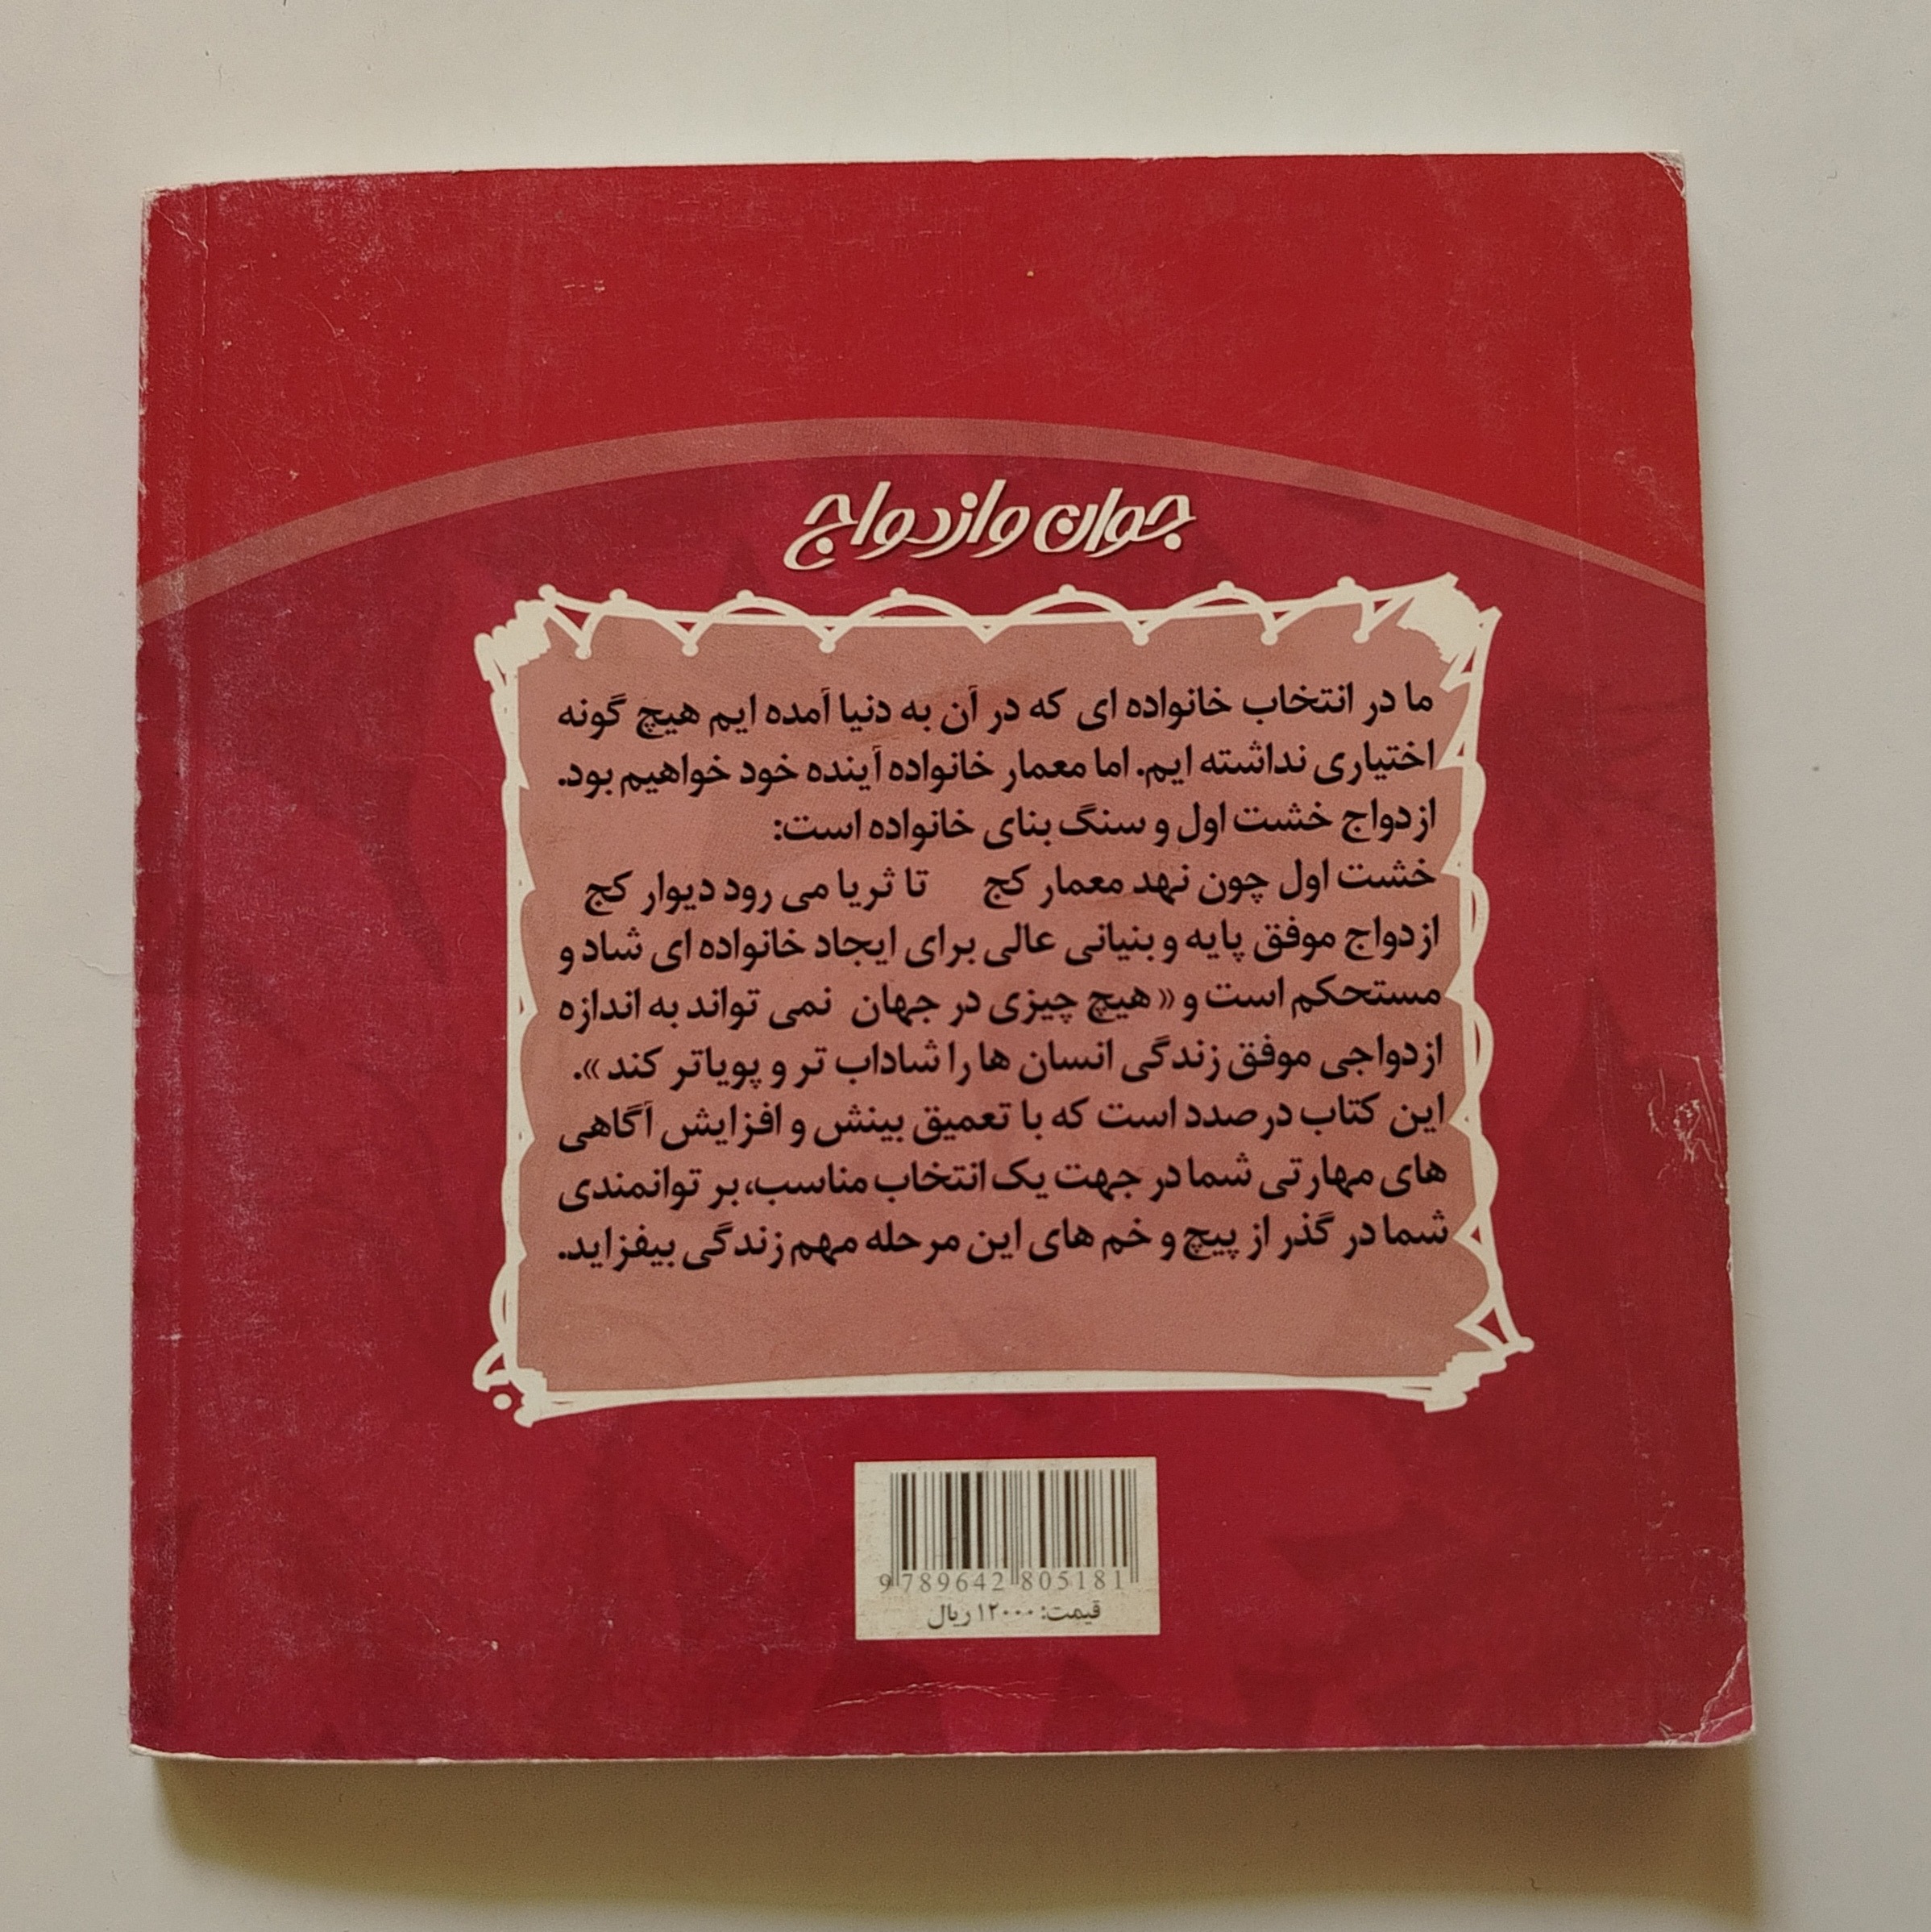 جوان و ازدواج
ما در انتخاب خانواده ای که در آن به دنیا آمده ایم هیچ گونه
اختیاری نداشته ایم. اما معمار خانواده آینده خود خواهیم بود.
ازدواج خشت اول و سنگ بنای خانواده است:
خشت اول چون نهد معمار کج تا ثریا می رود دیوار کج
ازدواج موفق پایه و بنیانی عالی برای ایجاد خانواده ای شاد و
مستحکم است و « هیچ چیزی در جهان نمی تواند به اندازه
ازدواجی موفق زندگی انسان ها را شاداب تر و پویاتر کند ».
این کتاب درصدد است که با تعمیق بینش و افزایش آگاهی
های مهارتی شما در جهت یک انتخاب مناسب، بر توانمندی
شما در گذر از پیچ و خم های این مرحله مهم زندگی بیفزاید.
9 789642 805181
قیمت: ۱۲۰۰۰ ریال